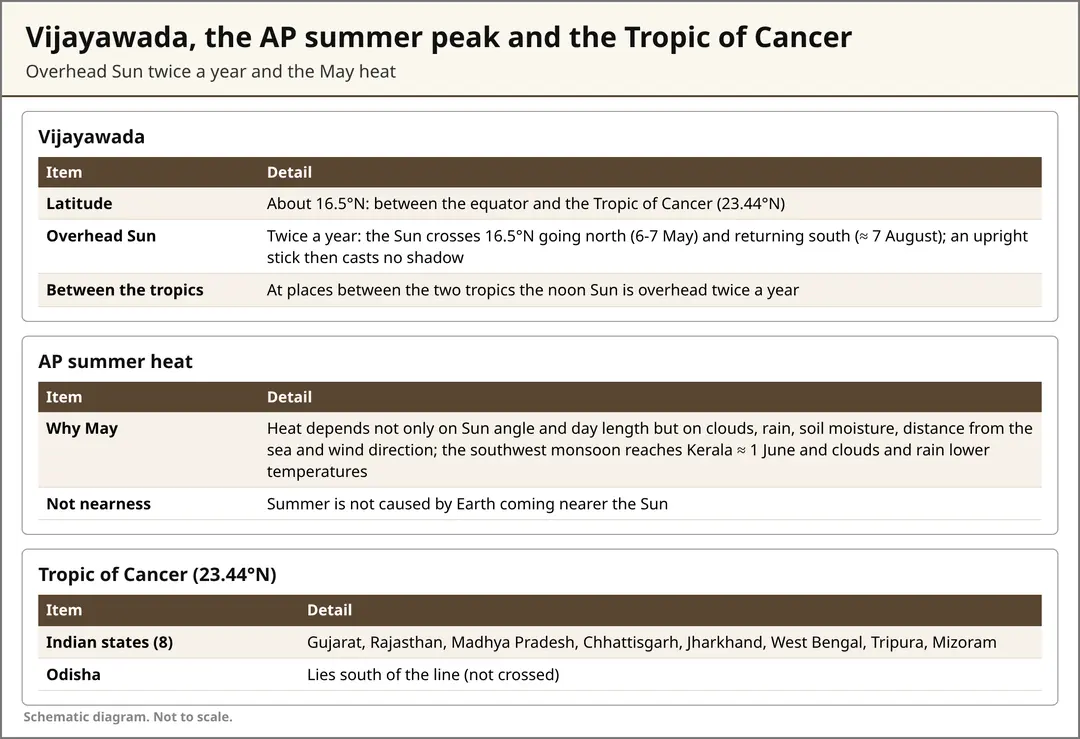 Vijayawada, the AP summer peak and the Tropic of Cancer
Overhead Sun twice a year and the May heat
Vijayawada
Item Detail
Latitude About 16.5°N: between the equator and the Tropic of Cancer (23.44°N)
Overhead Sun Twice a year: the Sun crosses 16.5°N going north (6-7 May) and returning south (≈ 7 August); an upright
stick then casts no shadow
Between the tropics At places between the two tropics the noon Sun is overhead twice a year
AP summer heat
Item Detail
Why May Heat depends not only on Sun angle and day length but on clouds, rain, soil moisture, distance from the
sea and wind direction; the southwest monsoon reaches Kerala ≈ 1 June and clouds and rain lower
temperatures
Not nearness Summer is not caused by Earth coming nearer the Sun
Tropic of Cancer (23.44°N)
Item Detail
Indian states (8) Gujarat, Rajasthan, Madhya Pradesh, Chhattisgarh, Jharkhand, West Bengal, Tripura, Mizoram
Odisha Lies south of the line (not crossed)
Schematic diagram. Not to scale.